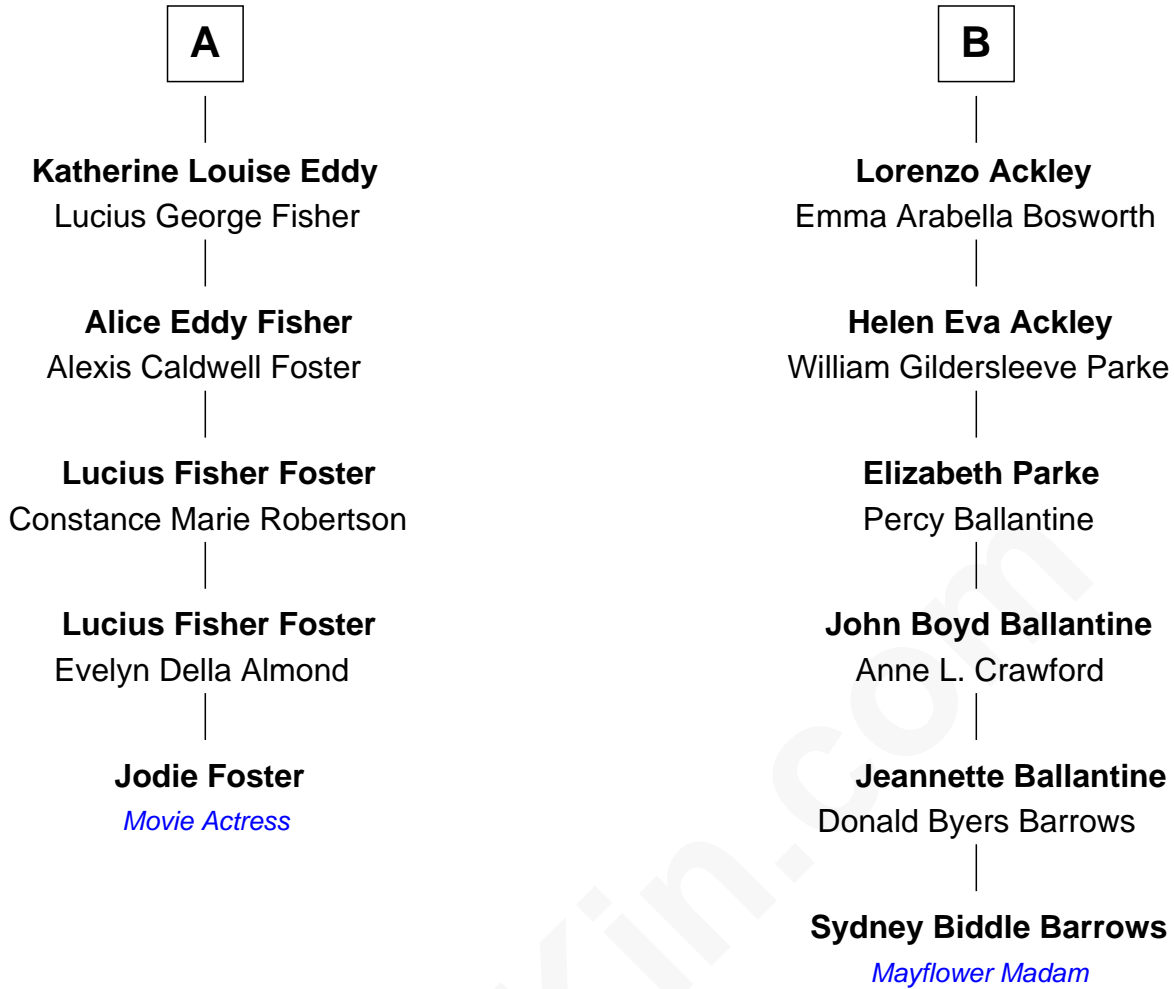 A
Katherine Louise Eddy
Lucius George Fisher
Alice Eddy Fisher
Alexis Caldwell Foster
Lucius Fisher Foster
Constance Marie Robertson
Lucius Fisher Foster
Evelyn Della Almond
Jodie Foster
Movie Actress
B
Lorenzo Ackley
Emma Arabella Bosworth
Helen Eva Ackley
William Gildersleeve Parke
Elizabeth Parke
Percy Ballantine
John Boyd Ballantine
Anne L. Crawford
Jeannette Ballantine
Donald Byers Barrows
Sydney Biddle Barrows
Mayflower Madam
Kin.com